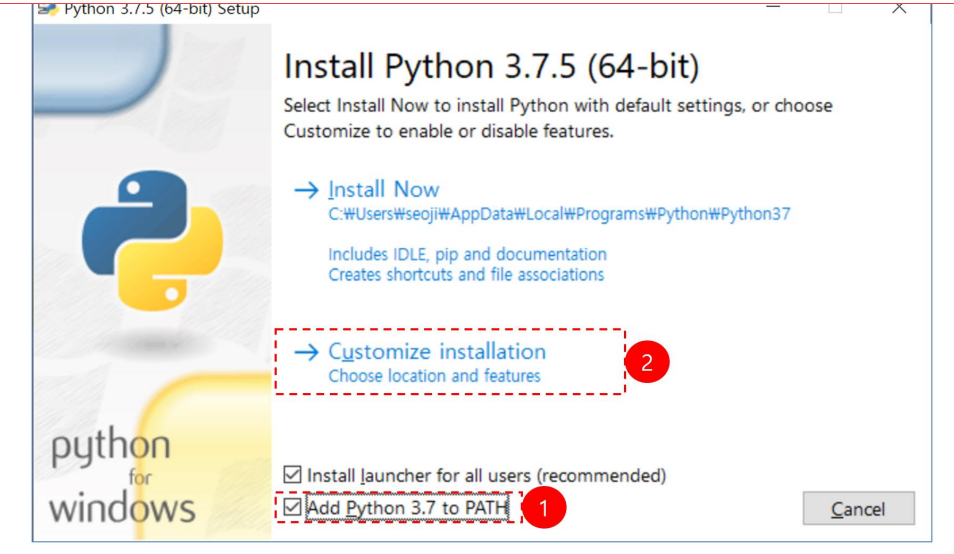 Python 3.7.5 (64-bit) Setup
Install Python 3.7.5 (64-bit)
Select Install Now to install Python with default settings, or choose
Customize to enable or disable features.
→ Install Now
C:₩Users₩seoji₩AppData₩Local₩Programs₩Python₩Python37
Includes IDLE, pip and documentation
Creates shortcuts and file associations
→ Customize installation
Choose location and features
2
python
for
windows
Install launcher for all users (recommended)
Add Python 3.7 to PATH
1
Cancel